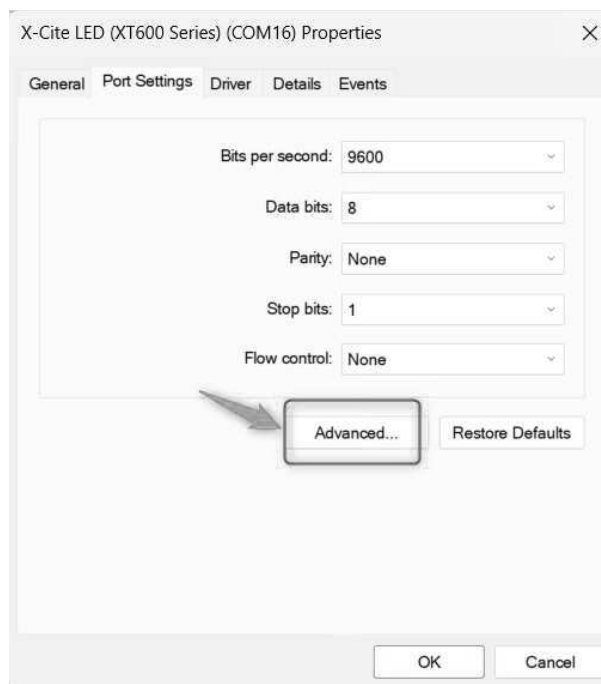 X-Cite LED (XT600 Series) (COM16) Properties
General Port Settings Driver Details Events
Bits per second: 9600
Data bits: 8
Parity: None
Stop bits: 1
Flow control: None
Advanced... Restore Defaults
OK Cancel